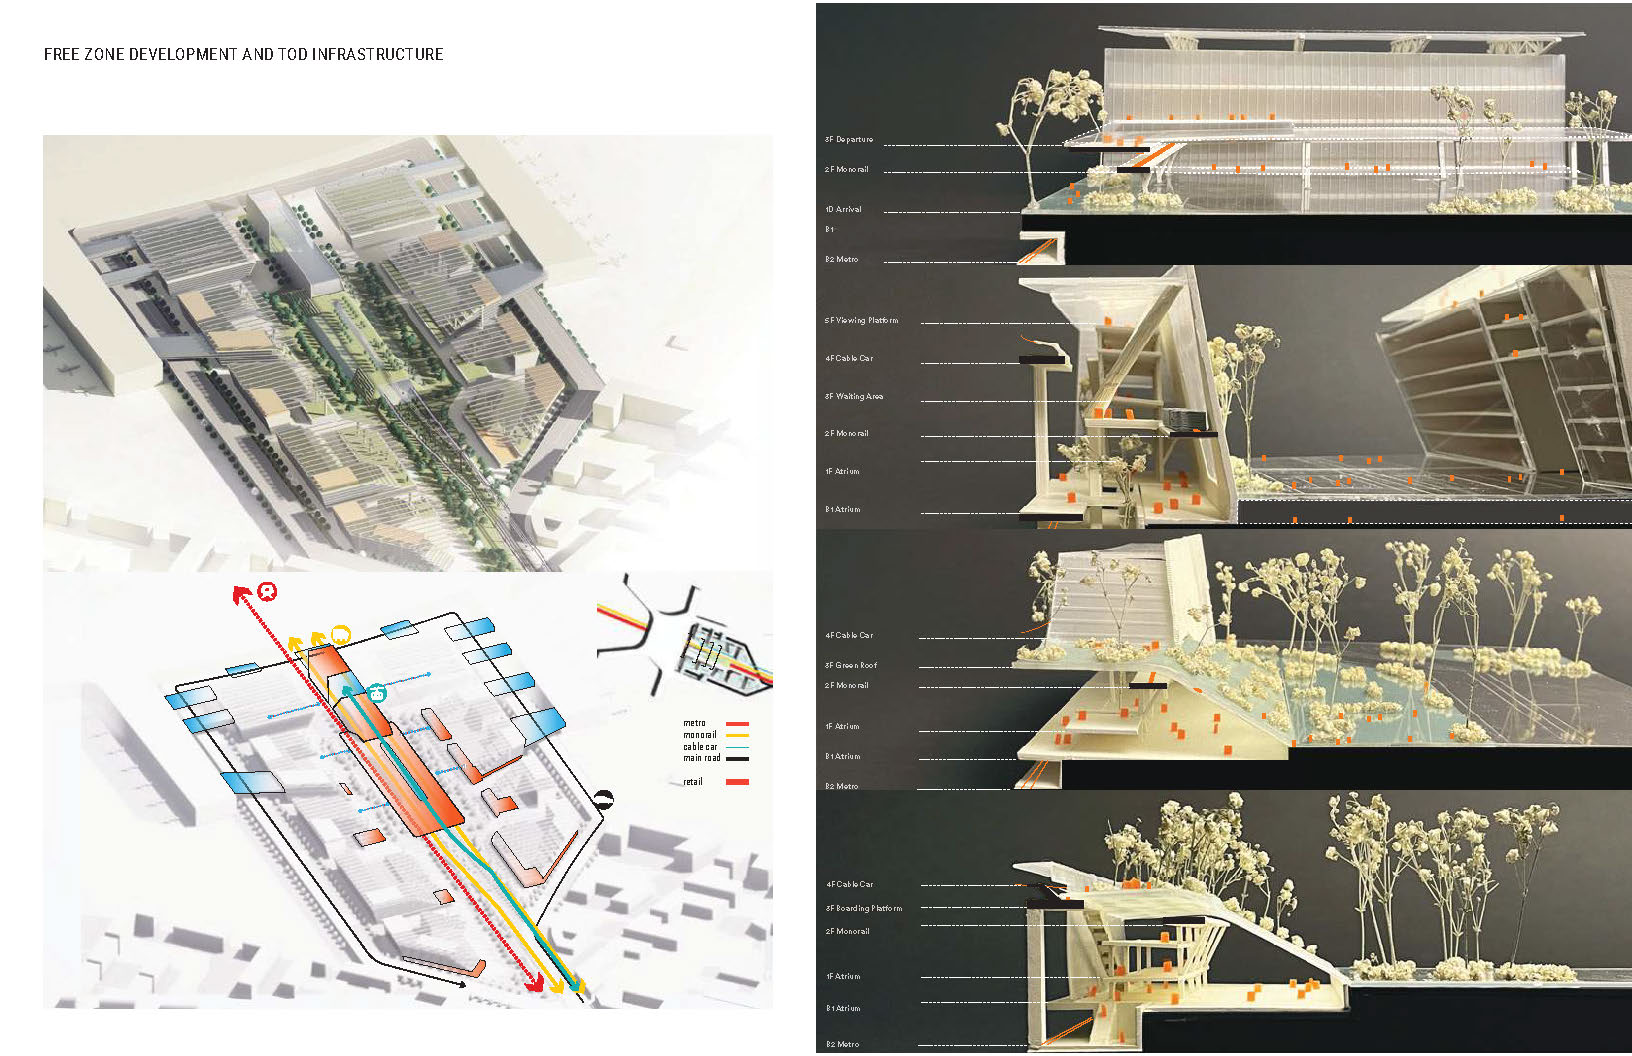 FREE ZONE DEVELOPMENT AND TOD INFRASTRUCTURE
metro
monorail
cable car
main road
retail
3F Departure
2F Monorail
1D Arrival
B1
B2 Metro
5F Viewing Platform
4F Cable Car
3F Waiting Area
2F Monorail
1F Atrium
B1 Atrium
4F Cable Car
3F Green Roof
2F Monorail
1F Atrium
B1 Atrium
B2 Metro
4F Cable Car
3F Boarding Platform
2F Monorail
1F Atrium
B1 Atrium
B2 Metro